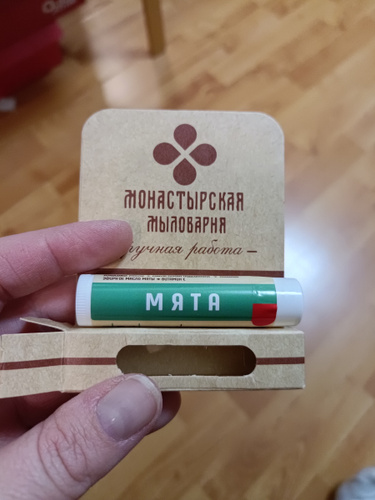 МОНАСТЫРСКАЯ
МЫЛОВАРНЯ
ручная работа –
МЯТА